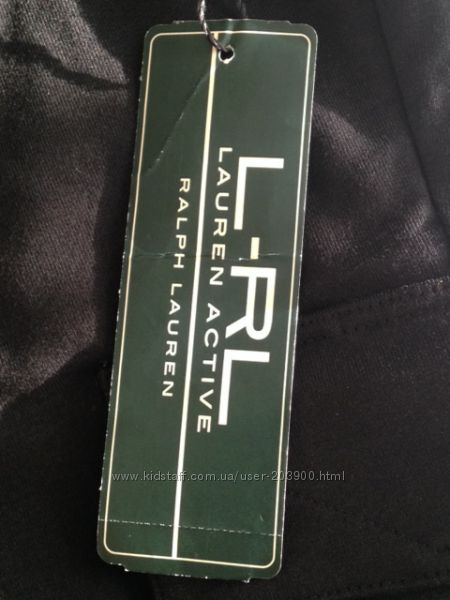 L-RL
LAUREN ACTIVE
RALPH LAUREN
www.kidstaff.com.ua/user-203900.html